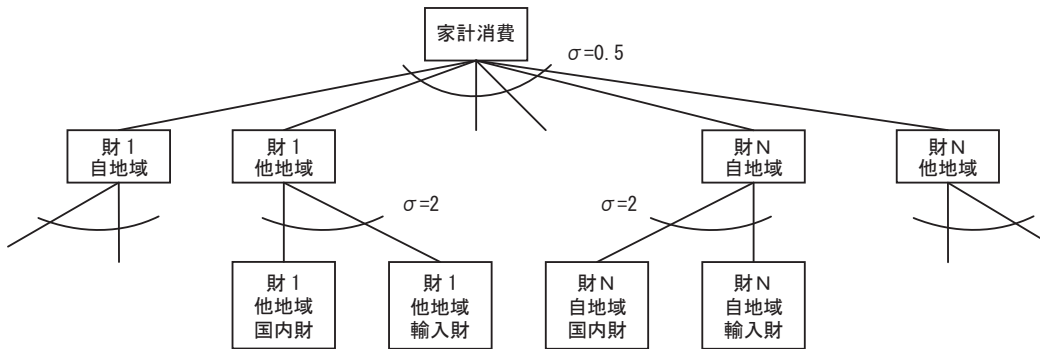 家計消費
σ=0.5
財1
自地域
財1
他地域
財N
自地域
財N
他地域
σ=2
σ=2
財1
他地域
国内財
財1
他地域
輸入財
財N
自地域
国内財
財N
自地域
輸入財